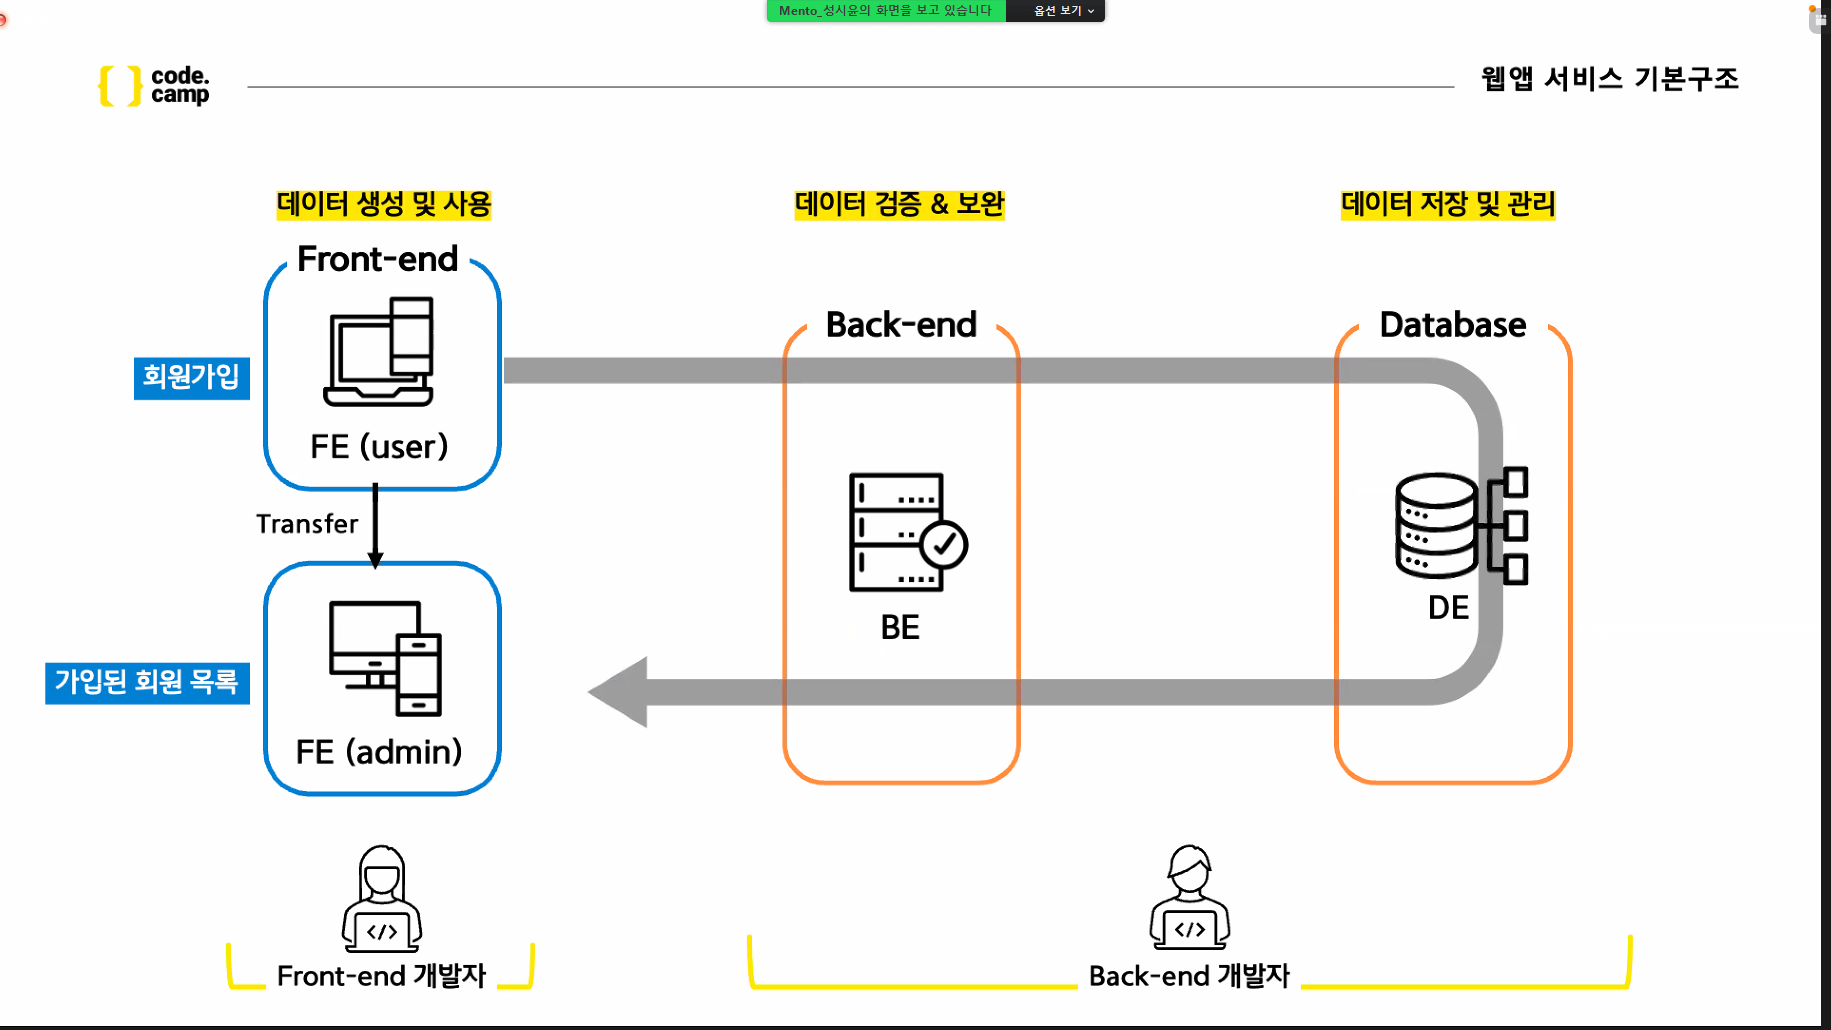 Mento_성시윤의 화면을 보고 있습니다
옵션 보기
code.
camp
웹앱 서비스 기본구조
데이터 생성 및 사용
데이터 검증 & 보완
데이터 저장 및 관리
Front-end
Back-end
Database
회원가입
FE (user)
Transfer
BE
DE
가입된 회원 목록
FE (admin)
</>
</>
Front-end 개발자
Back-end 개발자